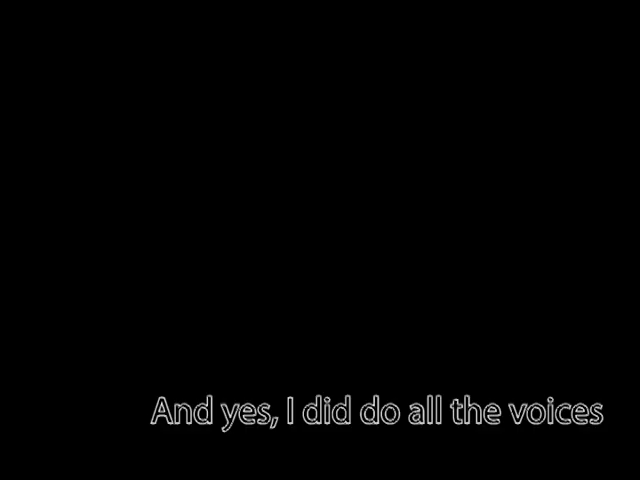 And yes, I did do all the voices